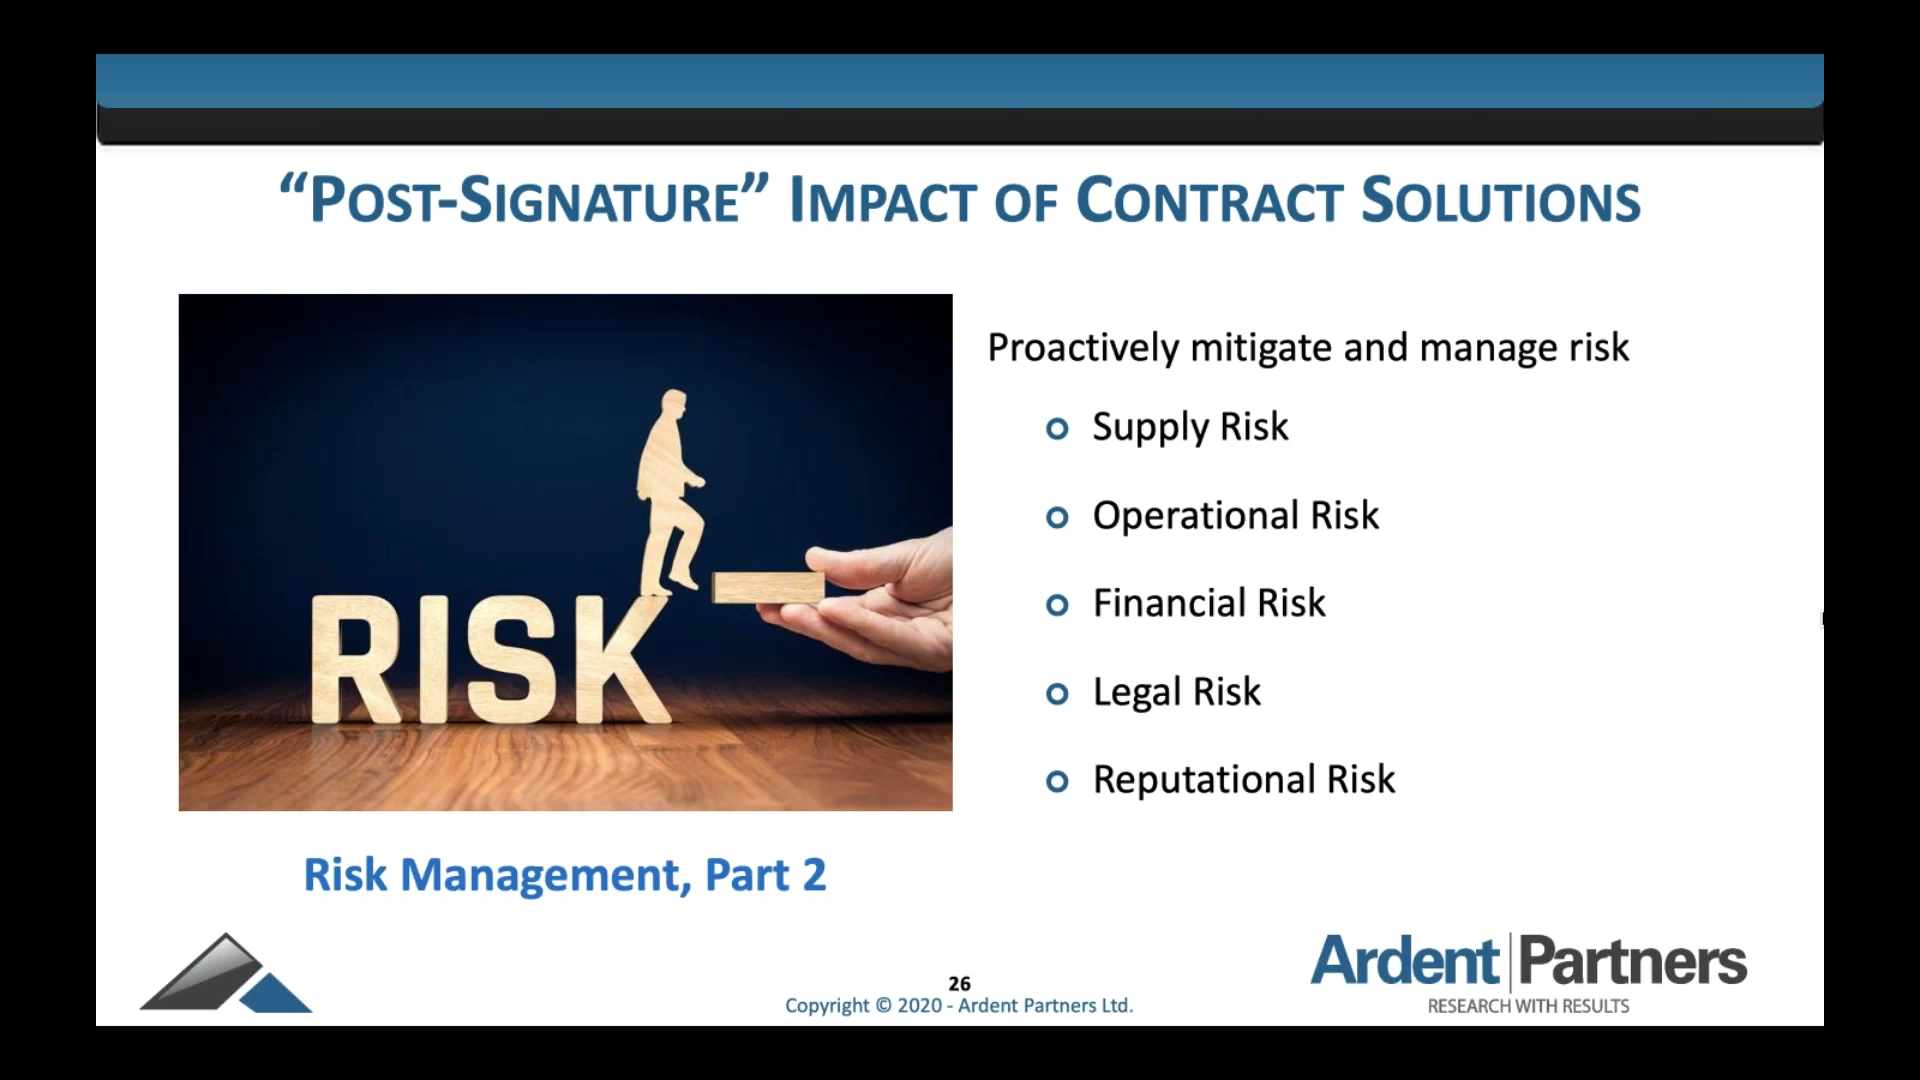 “Post-Signature” Impact of Contract Solutions
RISK
Proactively mitigate and manage risk
Supply Risk
Operational Risk
Financial Risk
Legal Risk
Reputational Risk
Risk Management, Part 2
26
Copyright © 2020 - Ardent Partners Ltd.
Ardent Partners
RESEARCH WITH RESULTS